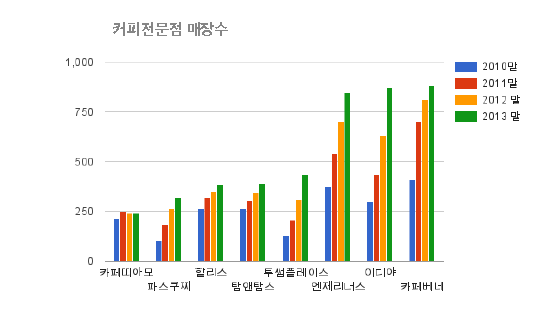 커피전문점 매장수
1,000
750
500
250
0
2010말
2011말
2012 말
2013 말
카페띠아모
파스쿠찌
할리스
탐앤탐스
투썸플레이스
엔제리너스
이디야
카페베네